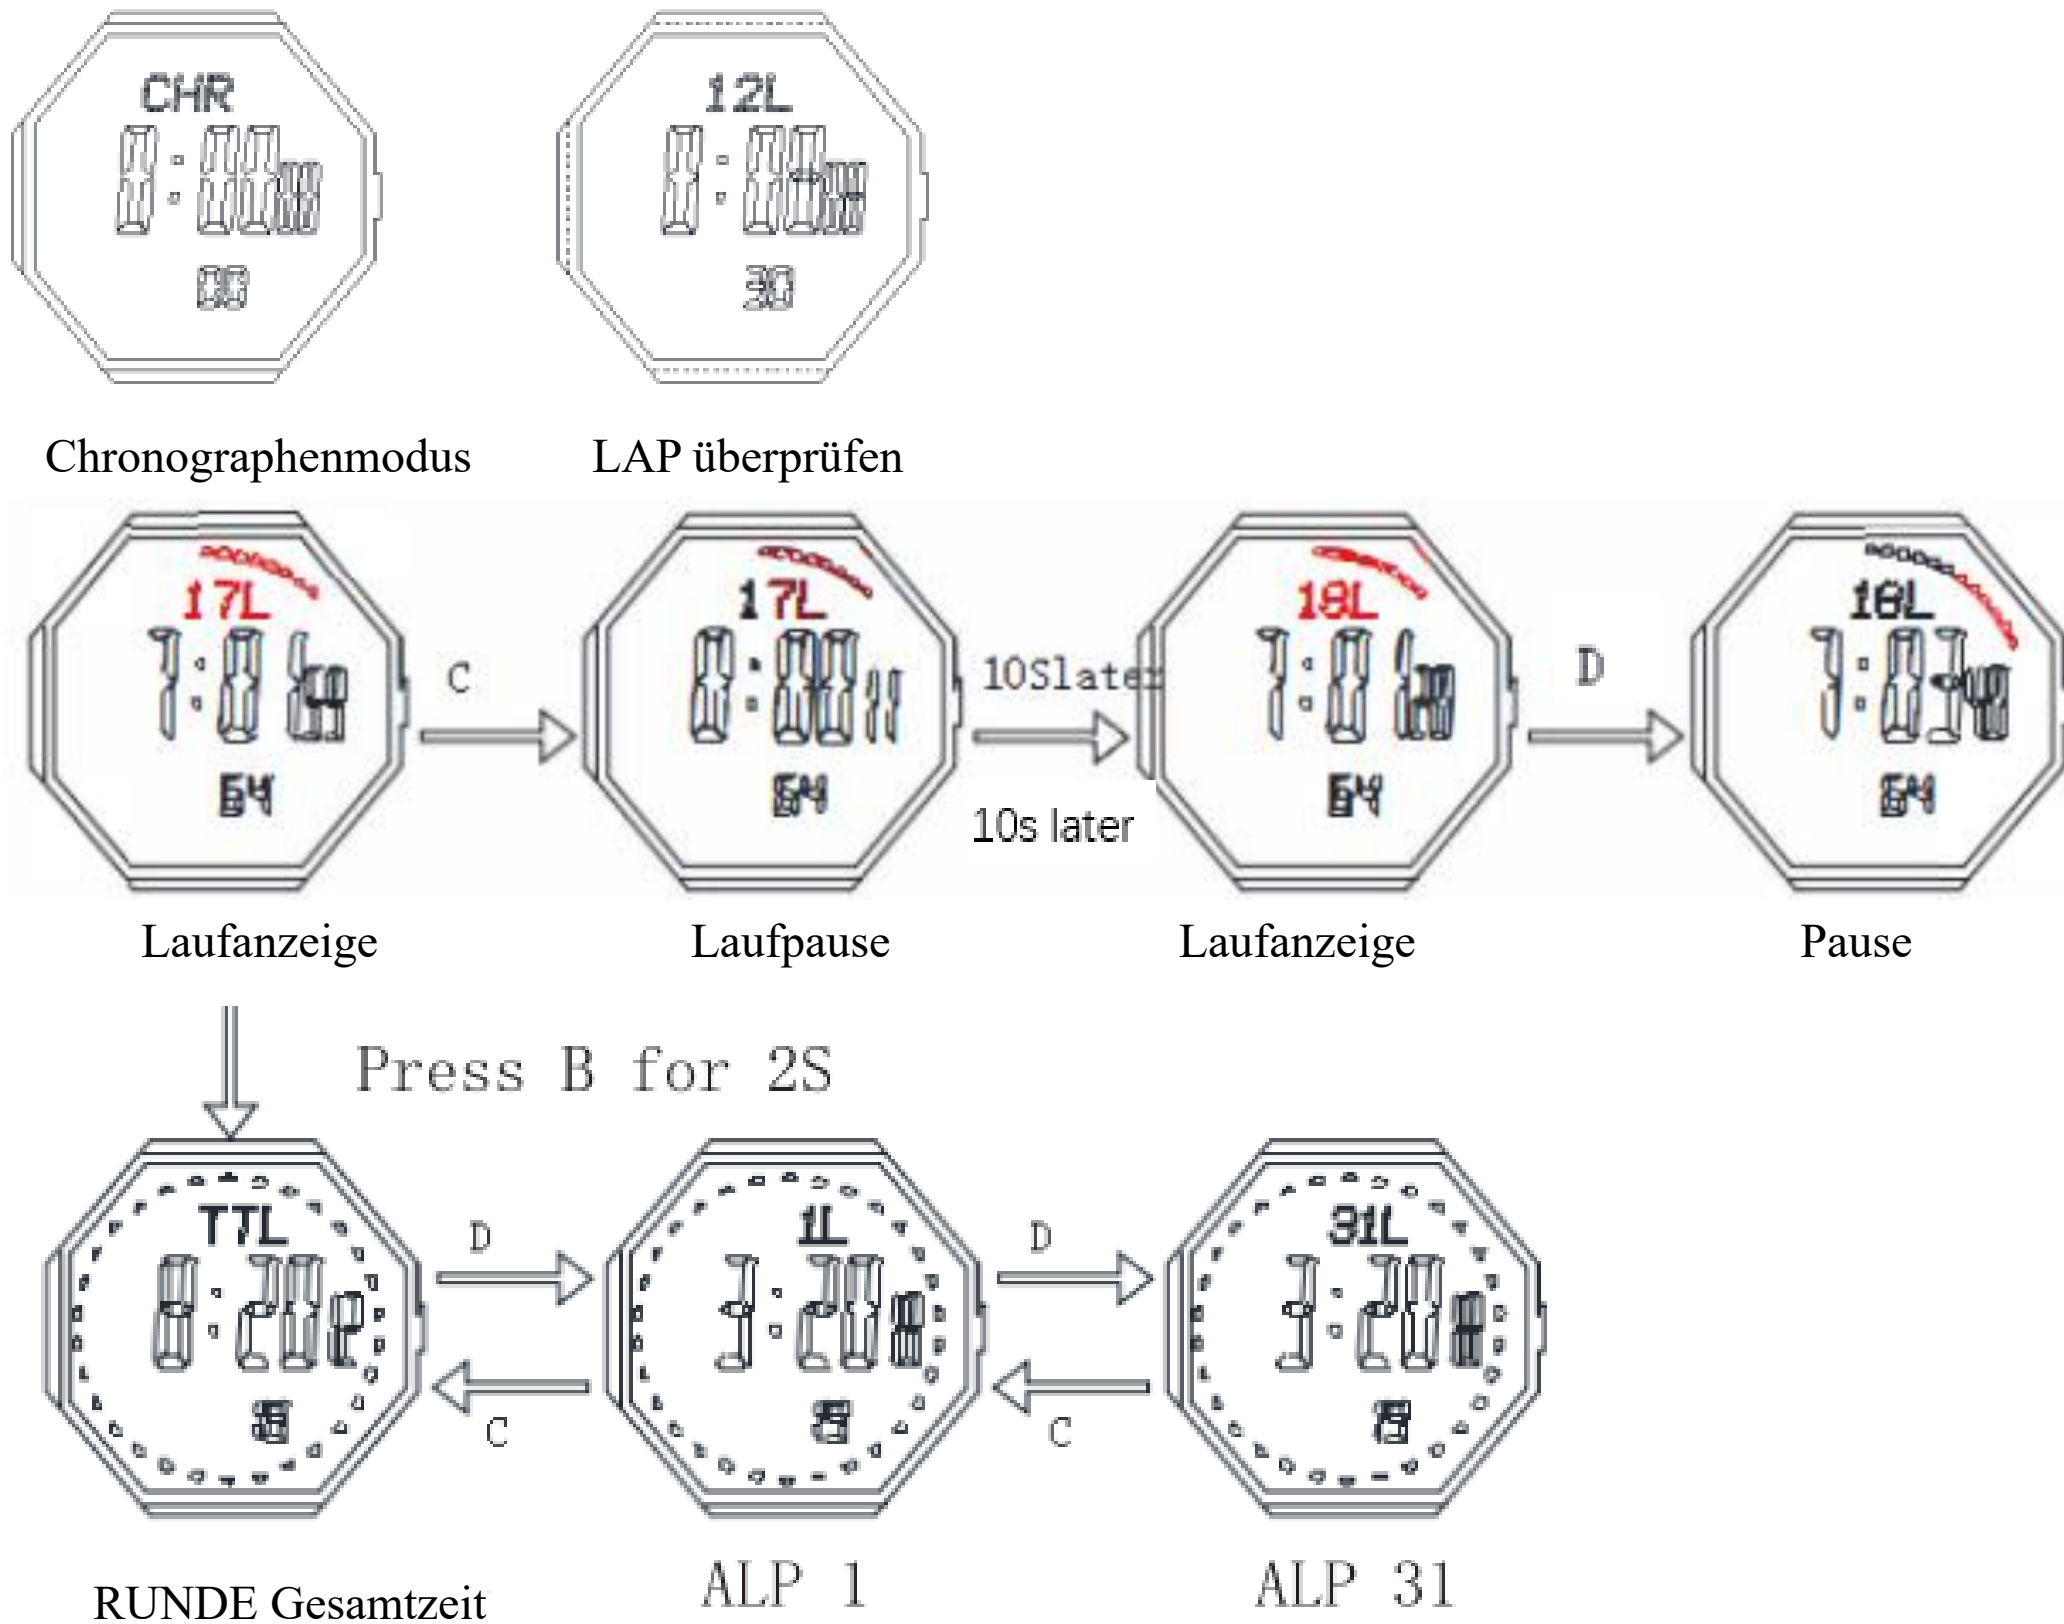 CHR
12L
00
30
Chronographenmodus
LAP überprüfen
17L
17L
18L
18L
C
10Slater
D
64
64
64
64
10s later
Laufanzeige
Laufpause
Laufanzeige
Pause
Press B for 2S
TTL
1L
31L
D
D
C
C
RUNDE Gesamtzeit
ALP 1
ALP 31